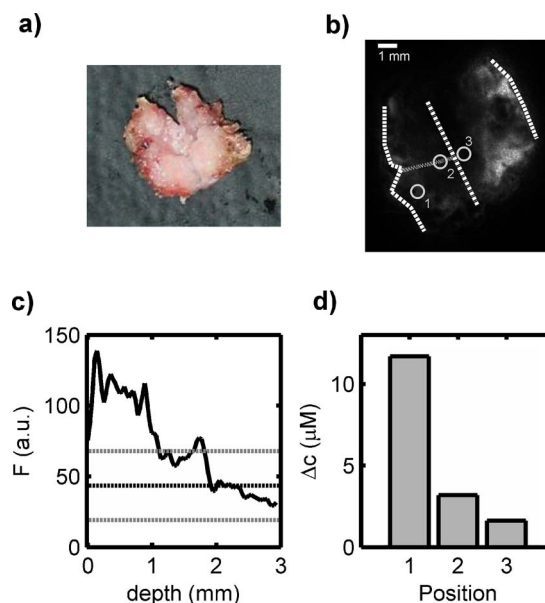 a)
b)
1 mm
3
2
1
c)
150
100
50
0
F (a.u.)
0 1 2 3
depth (mm)
d)
10
5
0
Δc (μM)
1 2 3
Position